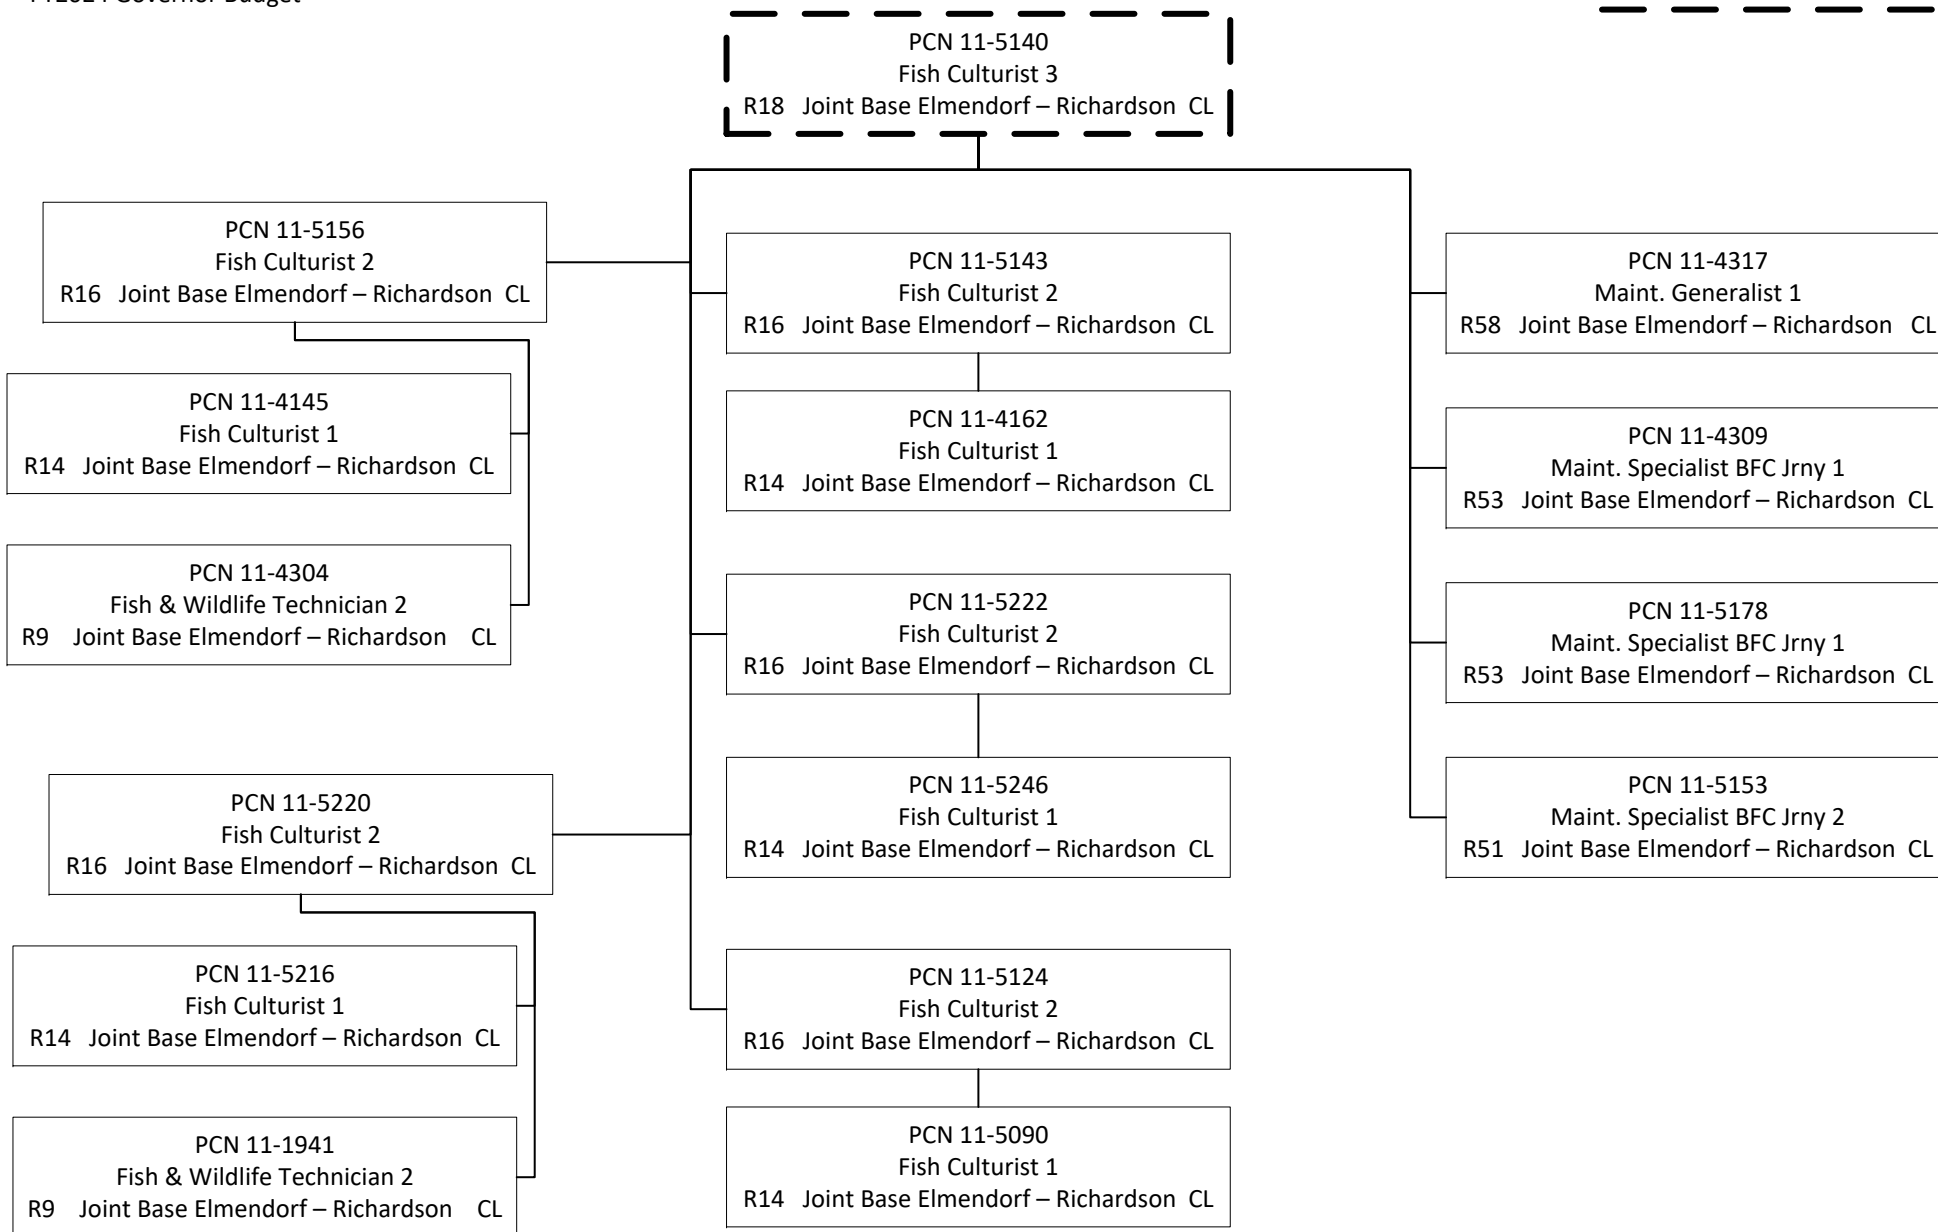 PCN 11-5140
Fish Culturist 3
R18 Joint Base Elmendorf – Richardson CL
PCN 11-5156
Fish Culturist 2
R16 Joint Base Elmendorf – Richardson CL
PCN 11-4145
Fish Culturist 1
R14 Joint Base Elmendorf – Richardson CL
PCN 11-4304
Fish & Wildlife Technician 2
R9 Joint Base Elmendorf – Richardson CL
PCN 11-5220
Fish Culturist 2
R16 Joint Base Elmendorf – Richardson CL
PCN 11-5216
Fish Culturist 1
R14 Joint Base Elmendorf – Richardson CL
PCN 11-1941
Fish & Wildlife Technician 2
R9 Joint Base Elmendorf – Richardson CL
PCN 11-5143
Fish Culturist 2
R16 Joint Base Elmendorf – Richardson CL
PCN 11-4162
Fish Culturist 1
R14 Joint Base Elmendorf – Richardson CL
PCN 11-5222
Fish Culturist 2
R16 Joint Base Elmendorf – Richardson CL
PCN 11-5246
Fish Culturist 1
R14 Joint Base Elmendorf – Richardson CL
PCN 11-5124
Fish Culturist 2
R16 Joint Base Elmendorf – Richardson CL
PCN 11-5090
Fish Culturist 1
R14 Joint Base Elmendorf – Richardson CL
PCN 11-4317
Maint. Generalist 1
R58 Joint Base Elmendorf – Richardson CL
PCN 11-4309
Maint. Specialist BFC Jrny 1
R53 Joint Base Elmendorf – Richardson CL
PCN 11-5178
Maint. Specialist BFC Jrny 1
R53 Joint Base Elmendorf – Richardson CL
PCN 11-5153
Maint. Specialist BFC Jrny 2
R51 Joint Base Elmendorf – Richardson CL